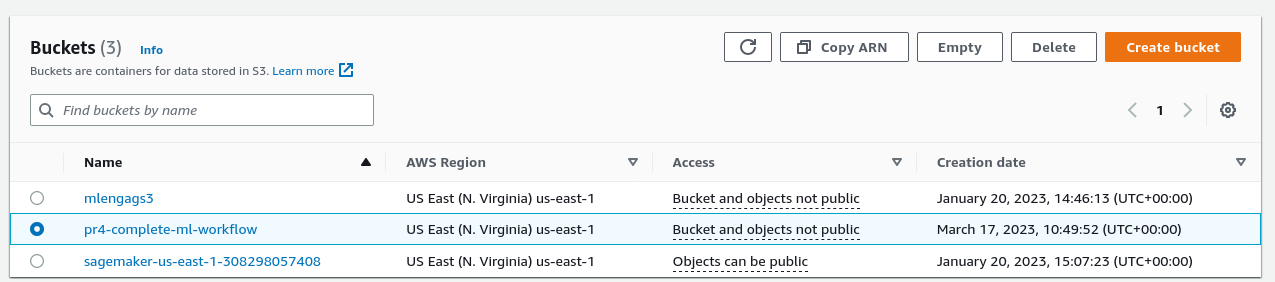 Buckets (3) Info
Copy ARN Empty Delete Create bucket
Buckets are containers for data stored in S3. Learn more
Find buckets by name
1
Name AWS Region Access Creation date
mlengags3 US East (N. Virginia) us-east-1 Bucket and objects not public January 20, 2023, 14:46:13 (UTC+00:00)
pr4-complete-ml-workflow US East (N. Virginia) us-east-1 Bucket and objects not public March 17, 2023, 10:49:52 (UTC+00:00)
sagemaker-us-east-1-308298057408 US East (N. Virginia) us-east-1 Objects can be public January 20, 2023, 15:07:23 (UTC+00:00)